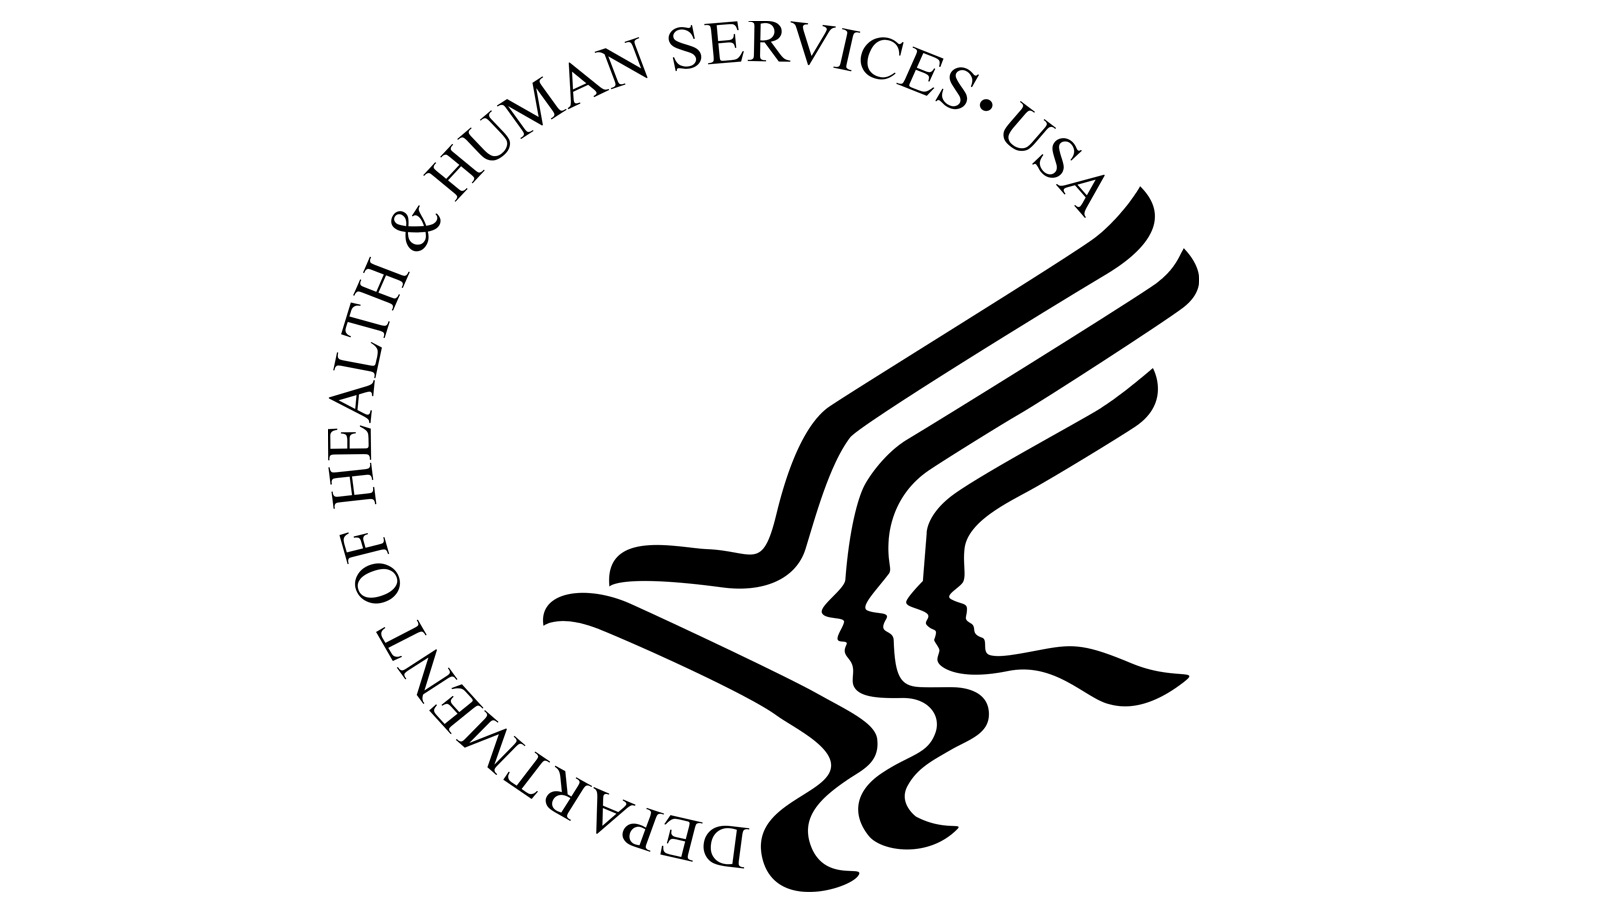 DEPARTMENT OF HEALTH & HUMAN SERVICES • USA